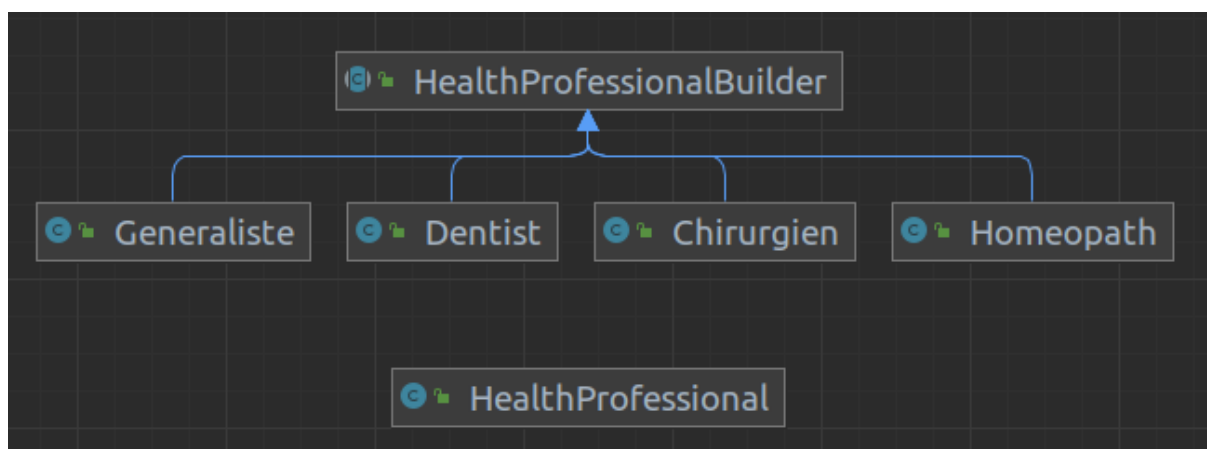 HealthProfessionalBuilder
Generaliste Dentist Chirurgien Homeopath
HealthProfessional